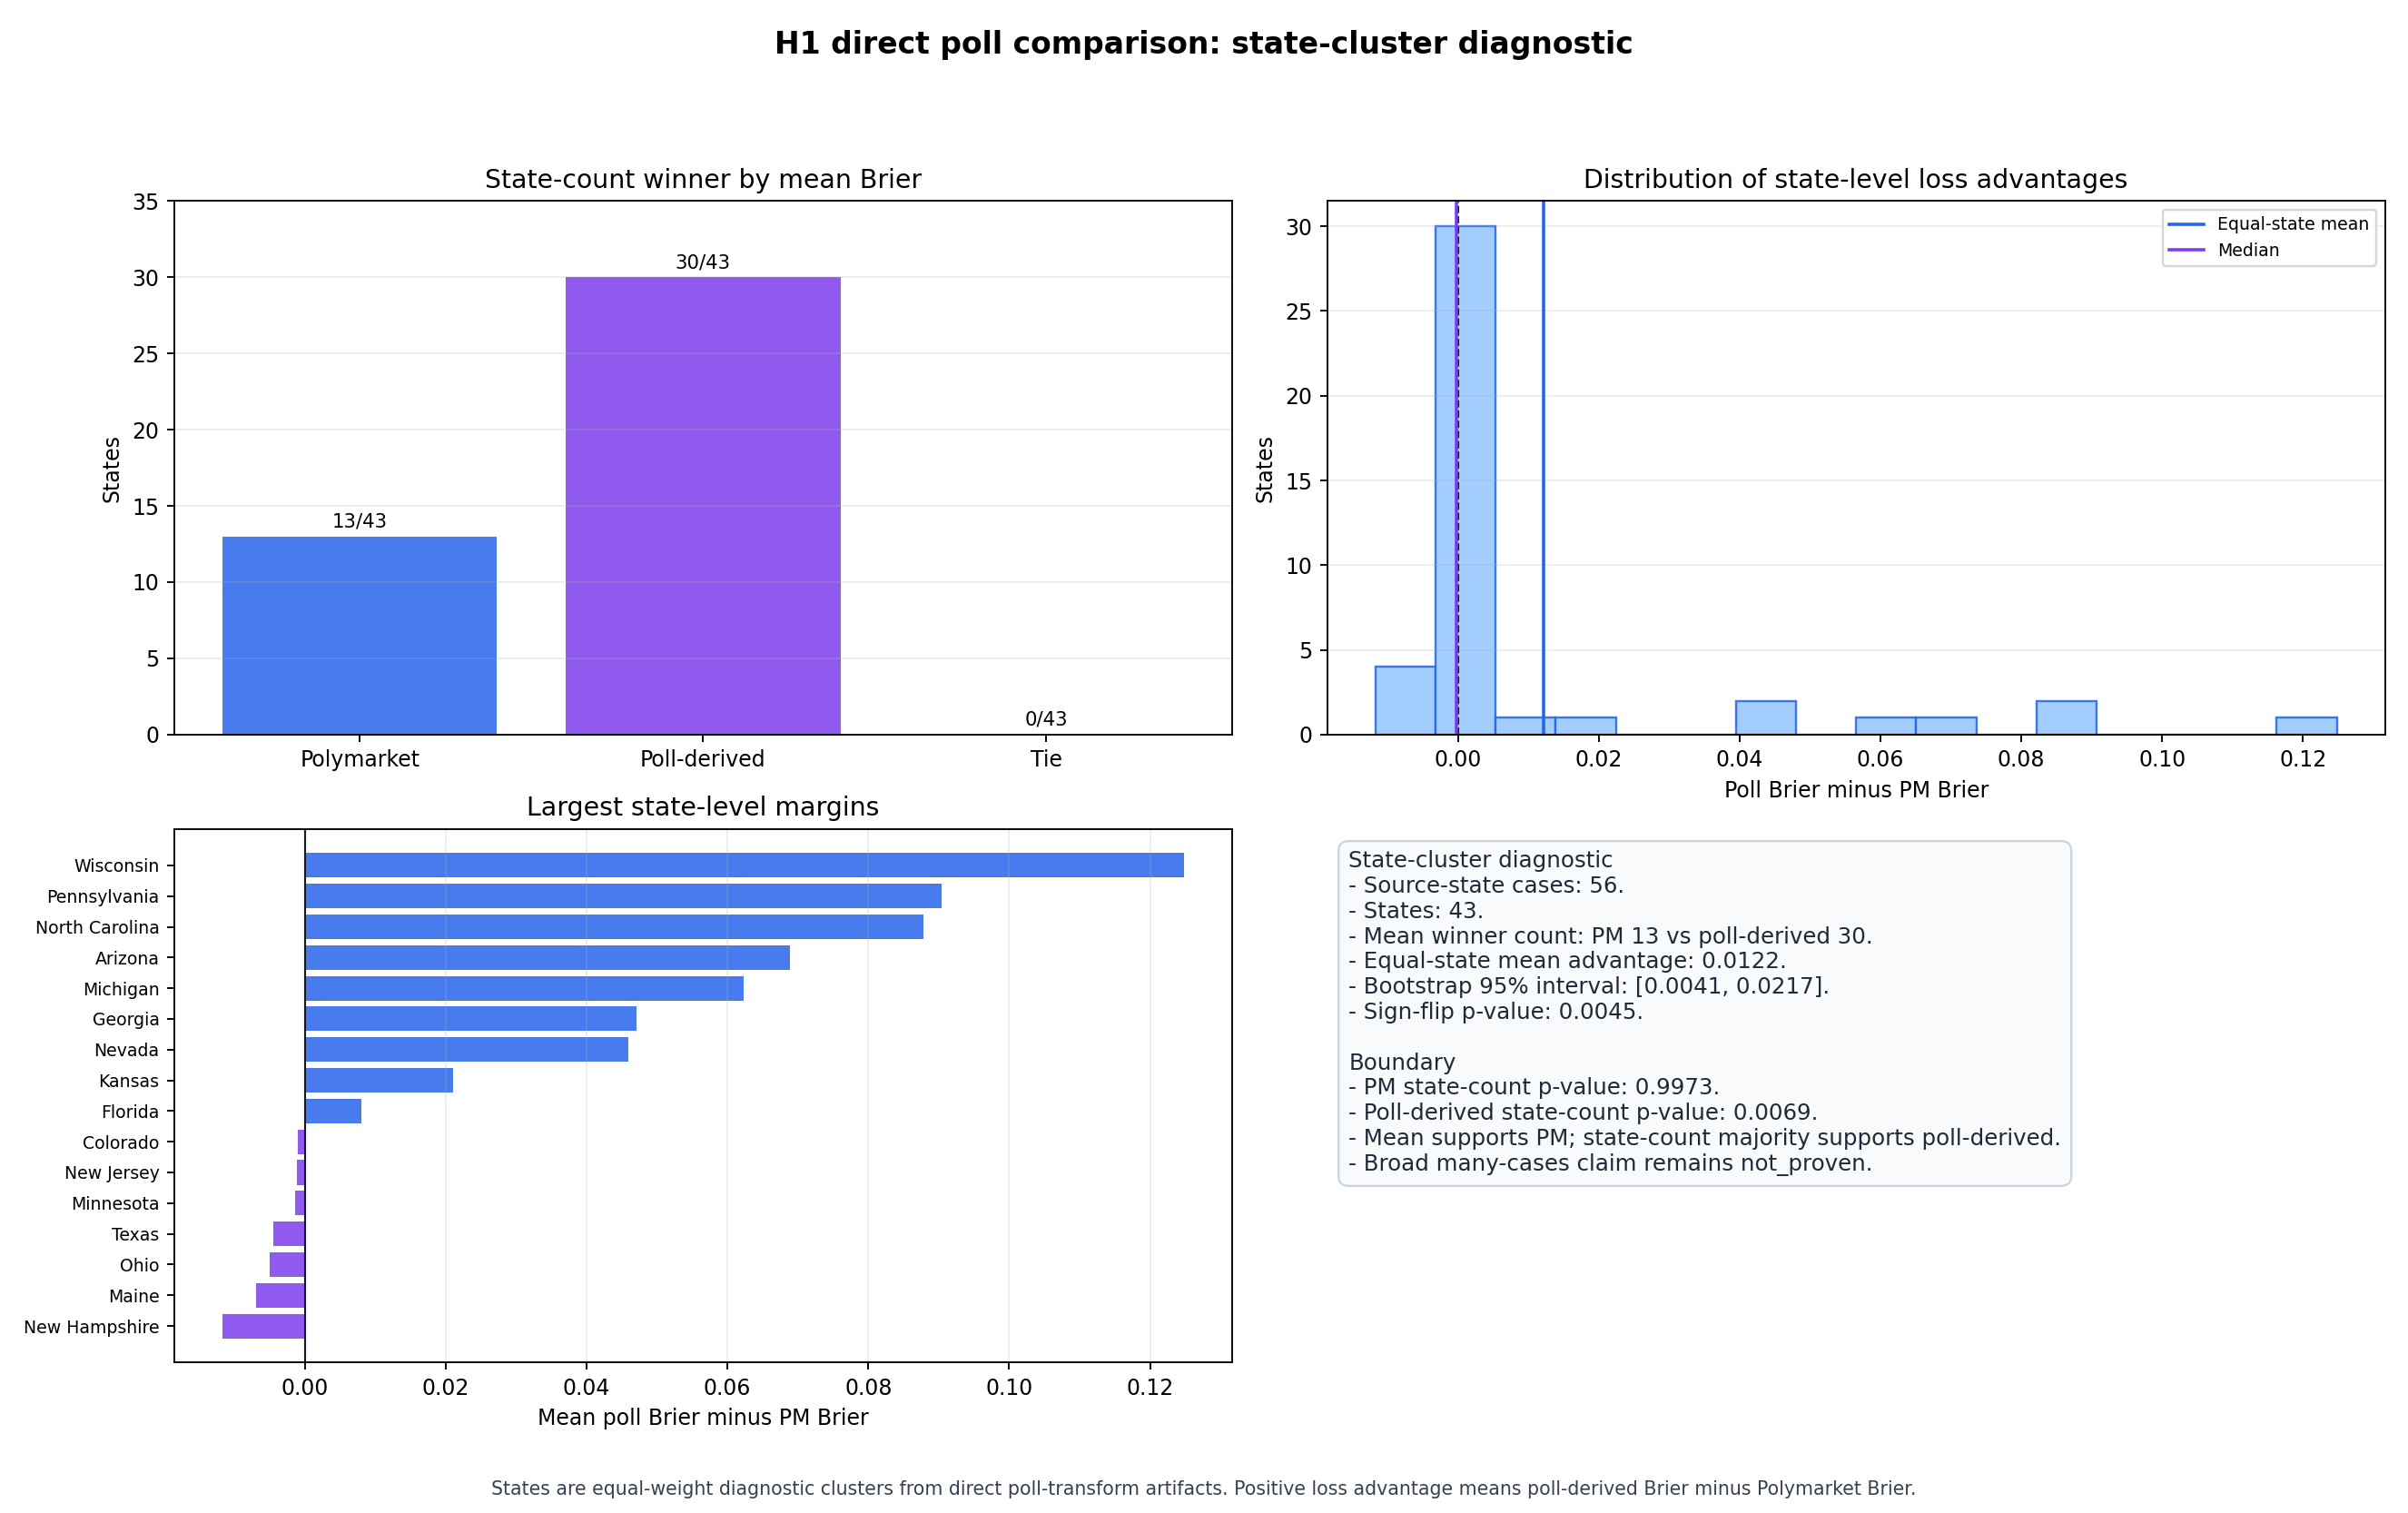 H1 direct poll comparison: state-cluster diagnostic
State-count winner by mean Brier
States
35
30
25
20
15
10
5
0
13/43
30/43
0/43
Polymarket
Poll-derived
Tie
Distribution of state-level loss advantages
States
30
25
20
15
10
5
0
Equal-state mean
Median
0.00
0.02
0.04
0.06
0.08
0.10
0.12
Poll Brier minus PM Brier
Largest state-level margins
Wisconsin
Pennsylvania
North Carolina
Arizona
Michigan
Georgia
Nevada
Kansas
Florida
Colorado
New Jersey
Minnesota
Texas
Ohio
Maine
New Hampshire
0.00
0.02
0.04
0.06
0.08
0.10
0.12
Mean poll Brier minus PM Brier
State-cluster diagnostic
- Source-state cases: 56.
- States: 43.
- Mean winner count: PM 13 vs poll-derived 30.
- Equal-state mean advantage: 0.0122.
- Bootstrap 95% interval: [0.0041, 0.0217].
- Sign-flip p-value: 0.0045.
Boundary
- PM state-count p-value: 0.9973.
- Poll-derived state-count p-value: 0.0069.
- Mean supports PM; state-count majority supports poll-derived.
- Broad many-cases claim remains not_proven.
States are equal-weight diagnostic clusters from direct poll-transform artifacts. Positive loss advantage means poll-derived Brier minus Polymarket Brier.